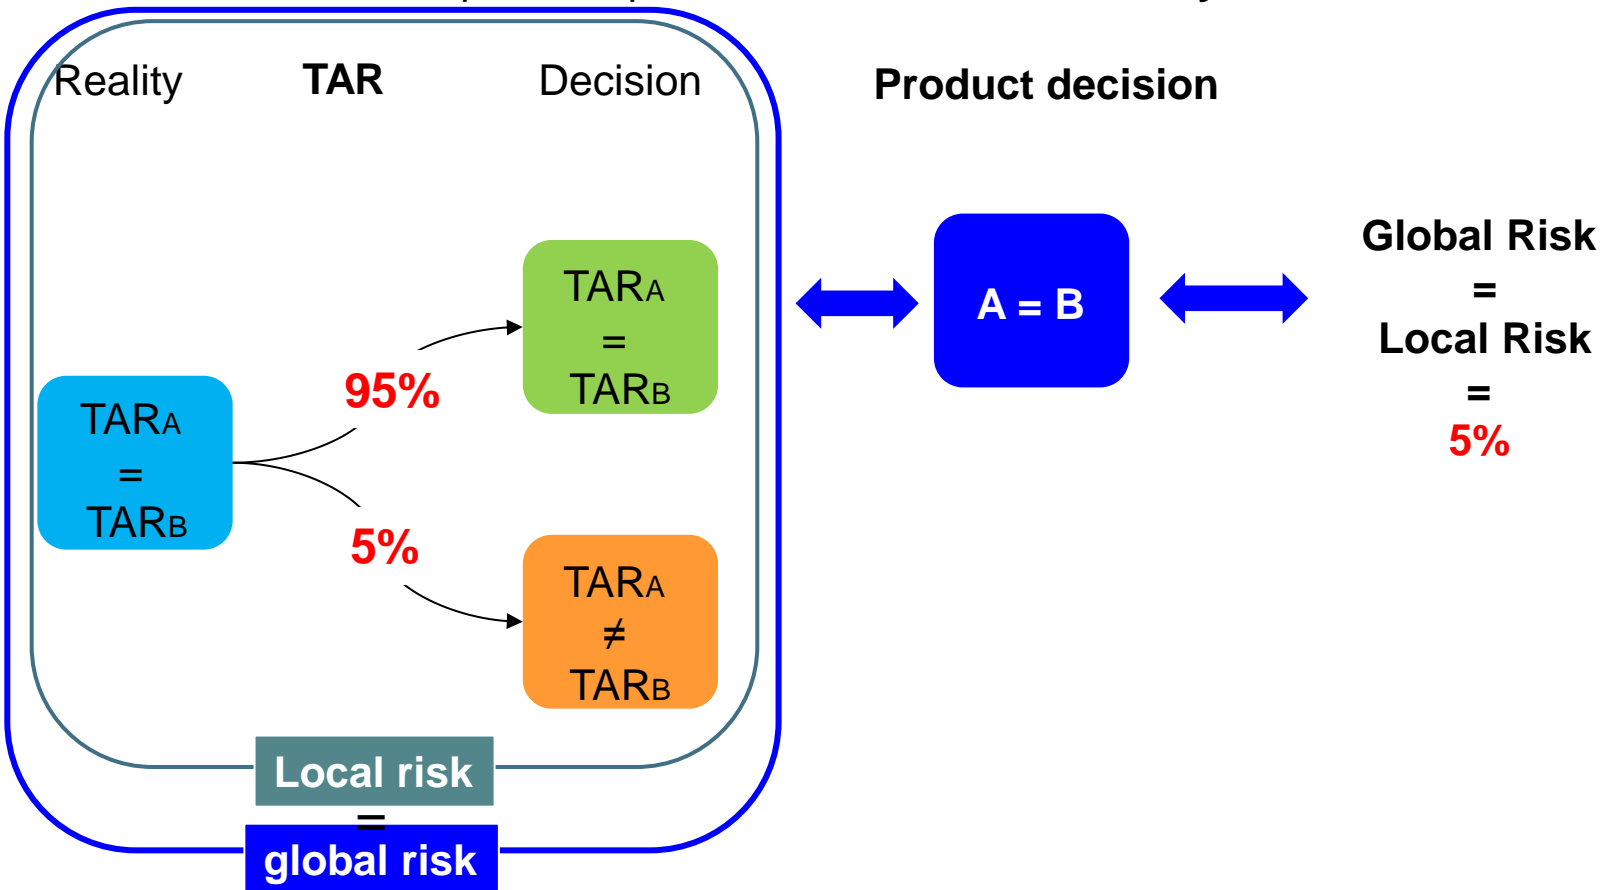 Reality
TAR
Decision
Product decision
TARA
=
TARB
95%
5%
TARA
=
TARB
TARA
≠
TARB
A = B
Global Risk
=
Local Risk
=
5%
Local risk
=
global risk